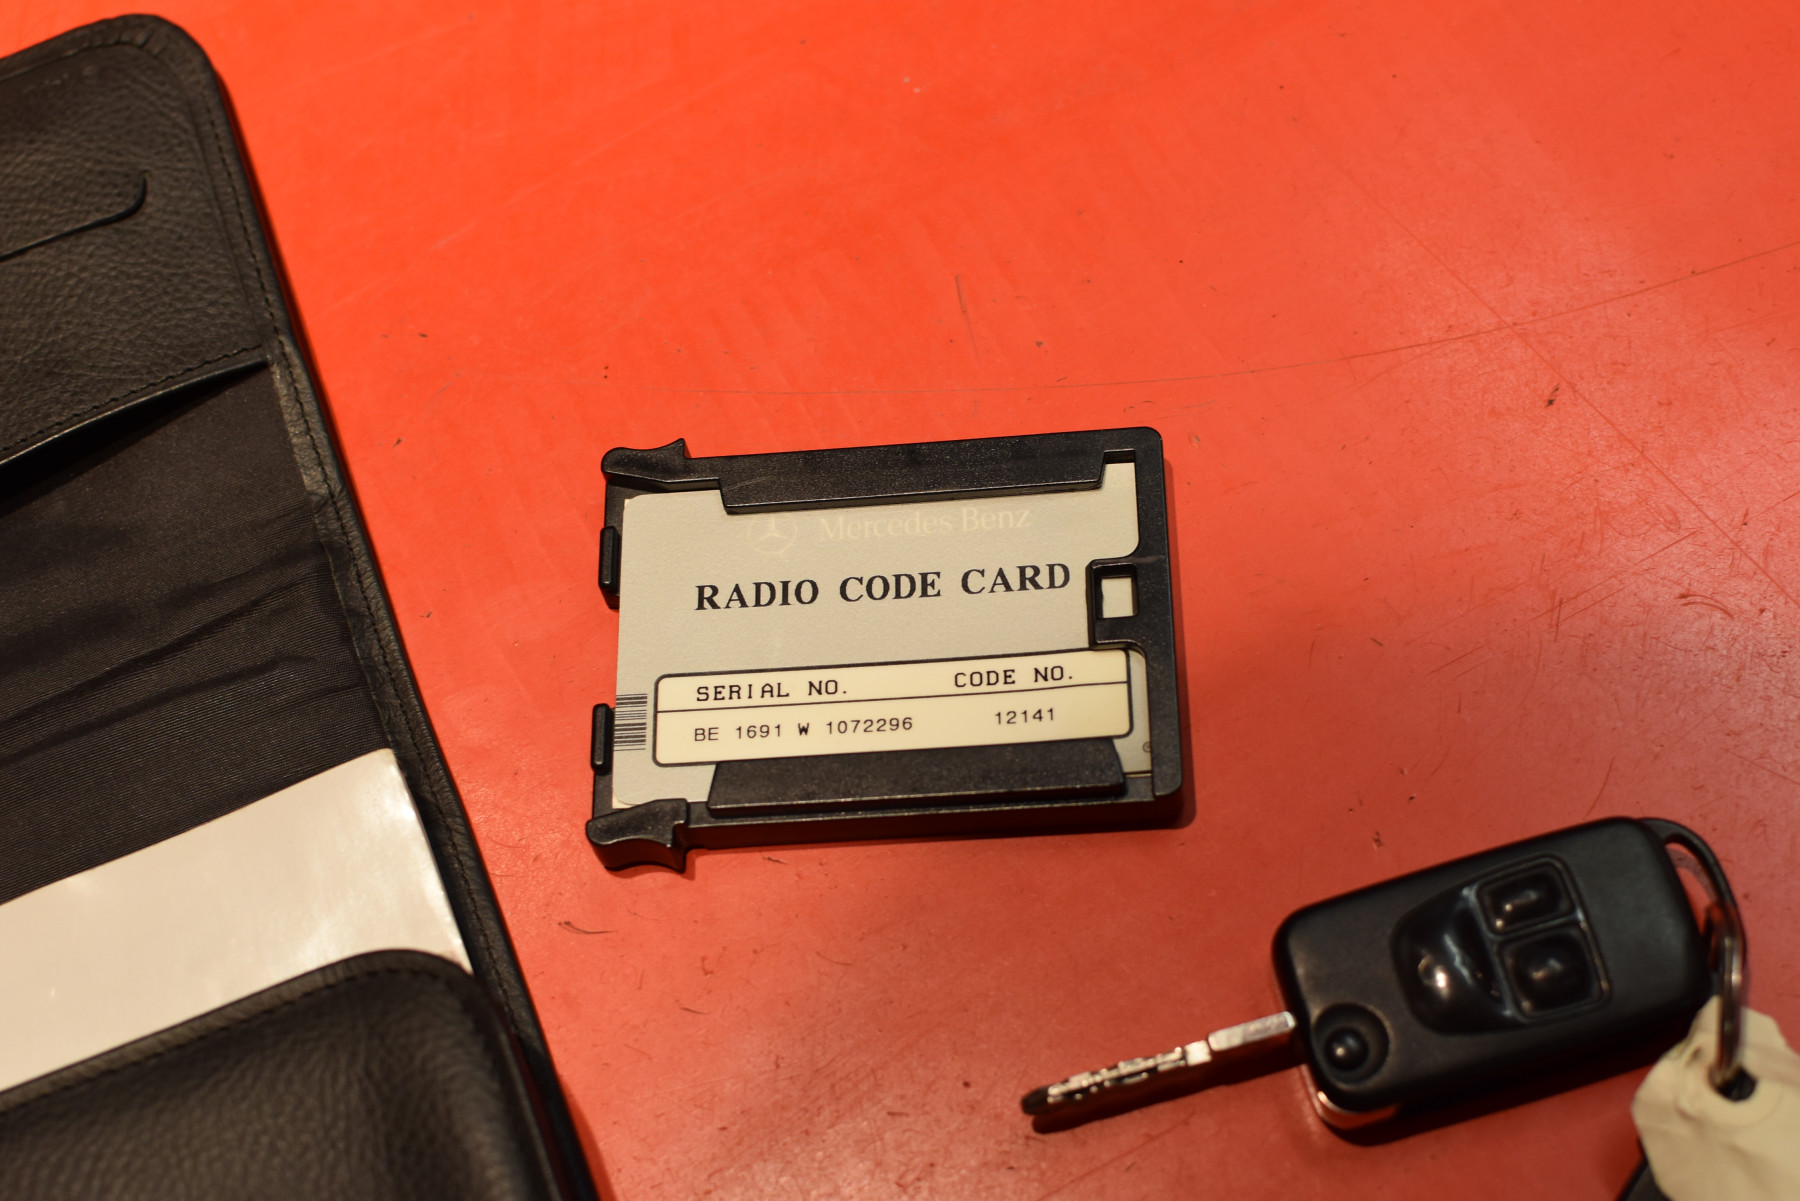 Mercedes Benz
RADIO CODE CARD
SERIAL NO. CODE NO.
BE 1691 W 1072296 12141